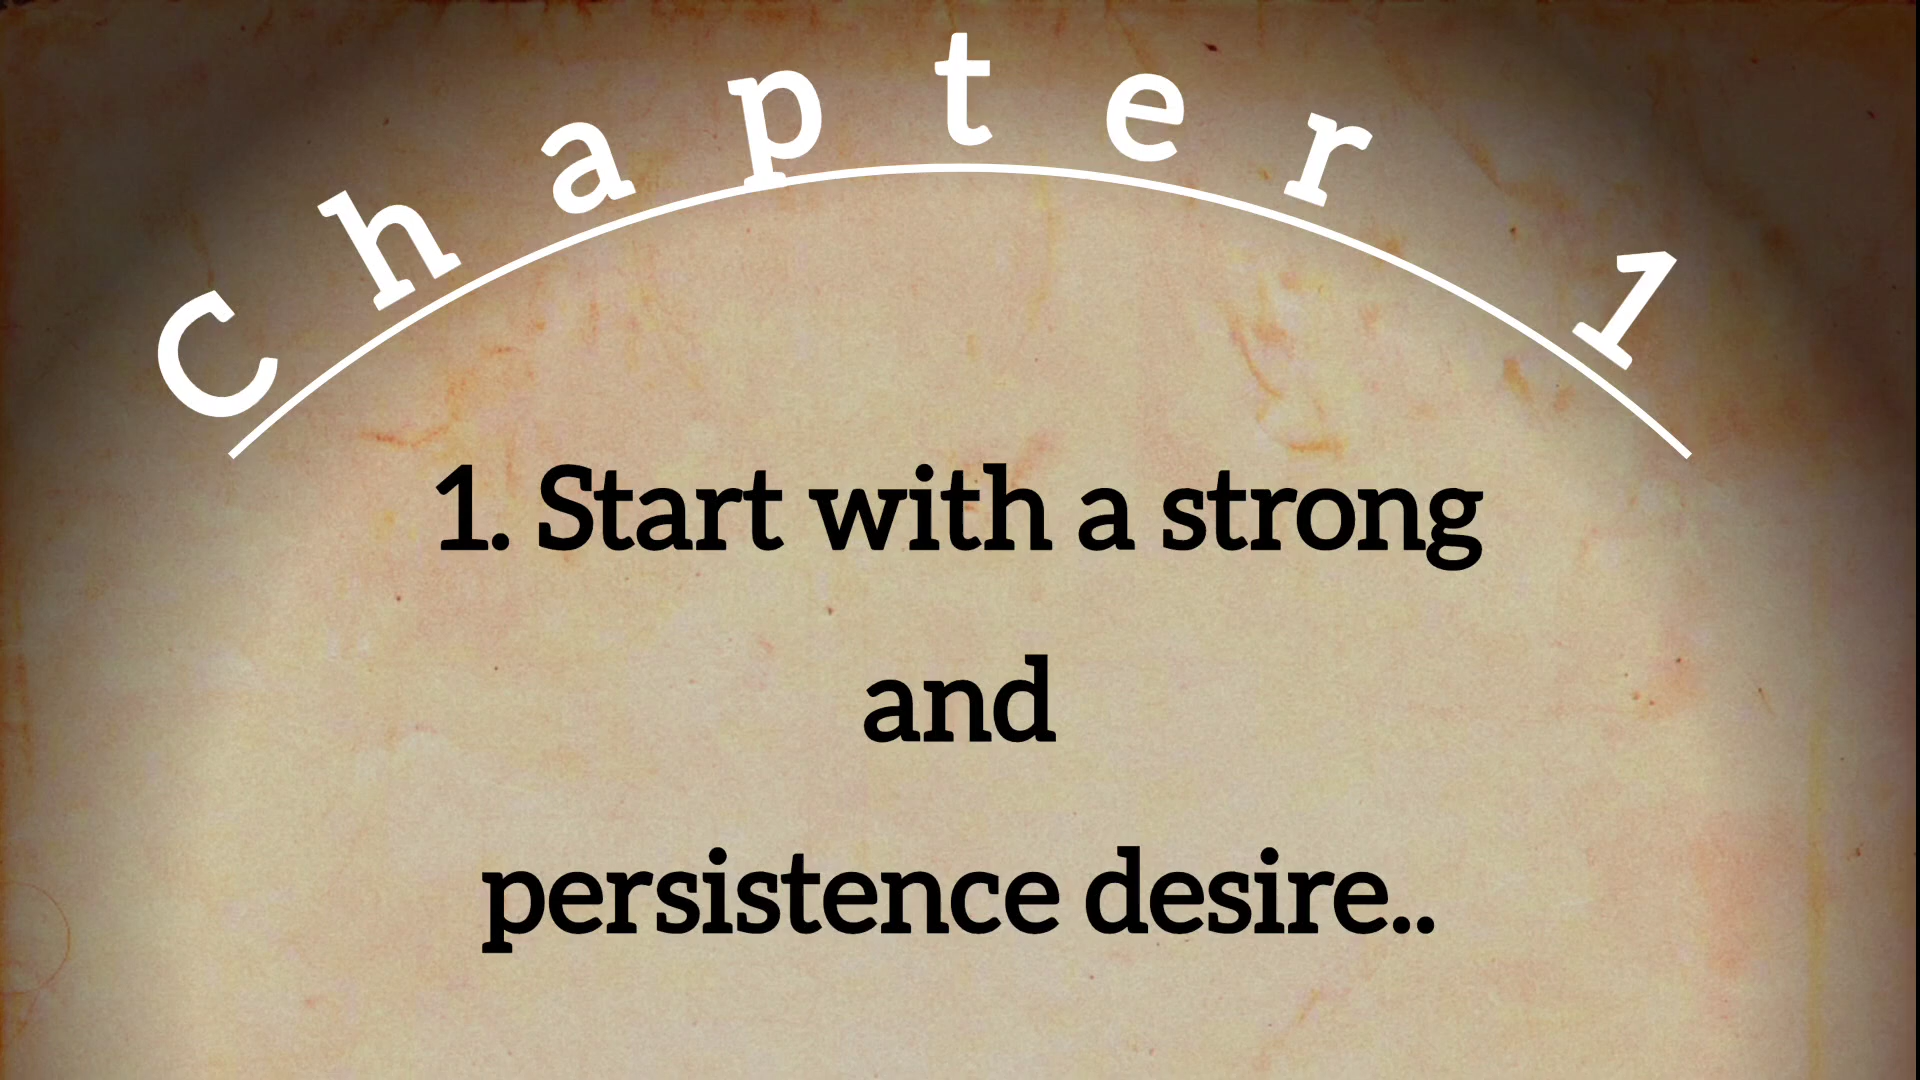 Chapter 1
1. Start with a strong
and
persistence desire..